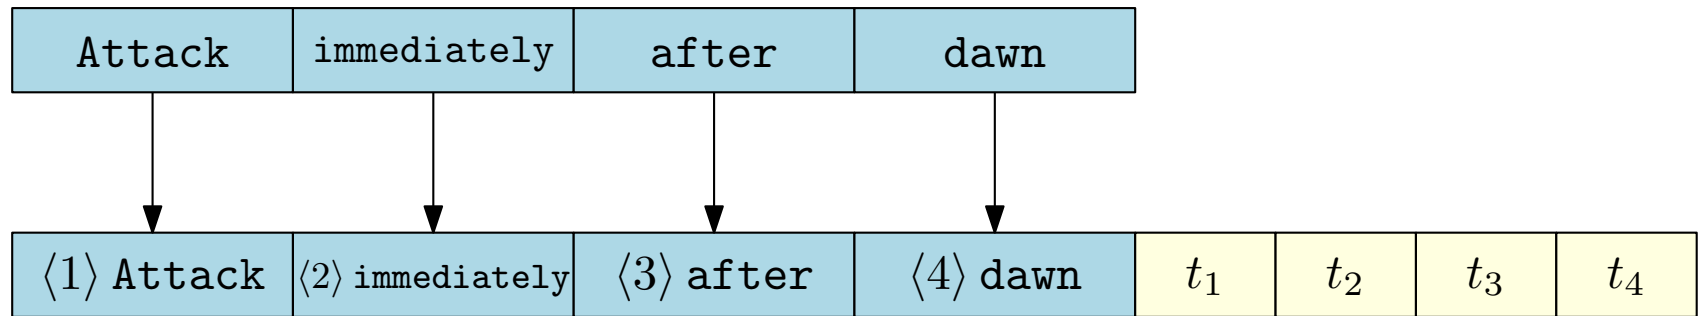 Attack immediately after dawn
⟨1⟩ Attack ⟨2⟩ immediately ⟨3⟩ after ⟨4⟩ dawn t₁ t₂ t₃ t₄